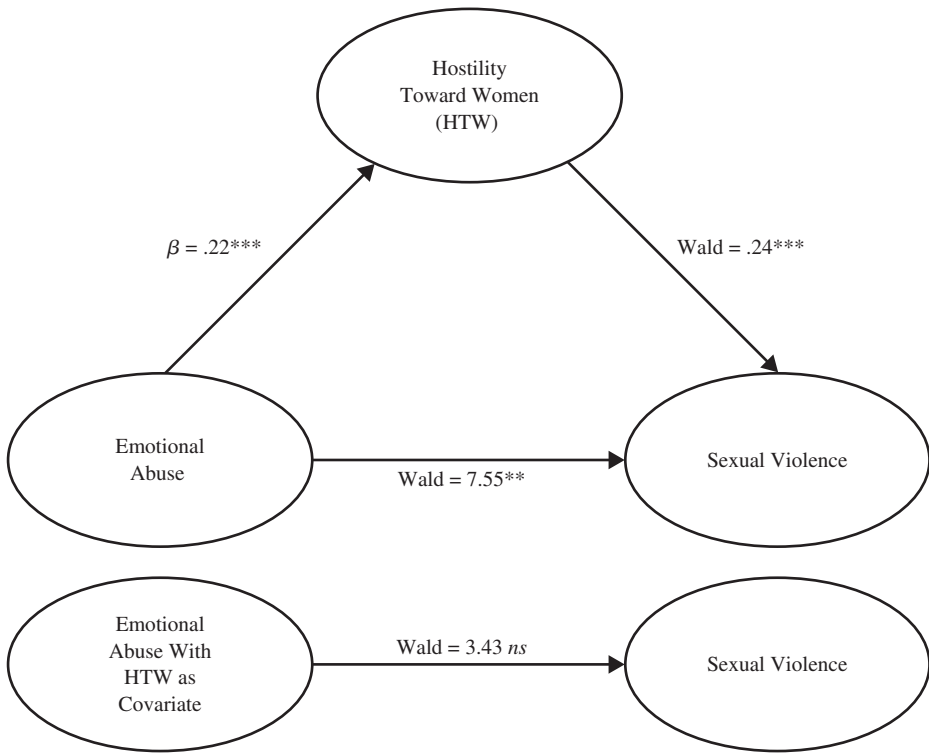 Hostility
Toward Women
(HTW)
β = .22***
Wald = .24***
Emotional
Abuse
Wald = 7.55**
Sexual Violence
Emotional
Abuse With
HTW as
Covariate
Wald = 3.43 ns
Sexual Violence